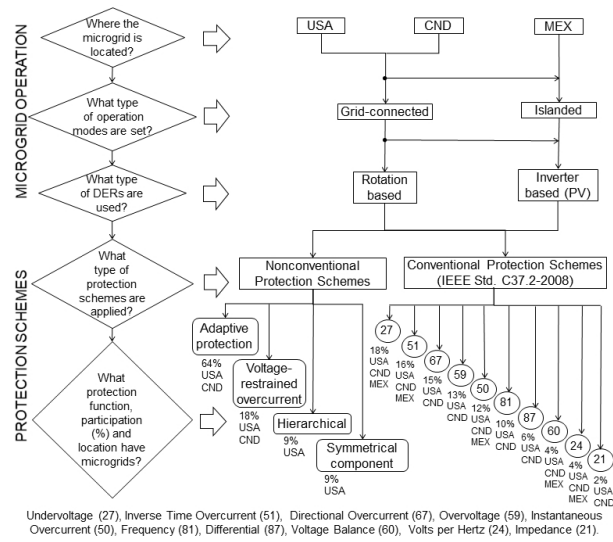 MICROGRID OPERATION
Where the
microgrid is
located?
USA
CND
MEX
What type
of operation
modes are set?
Grid-connected
Islanded
What type
of DERs are
used?
Rotation
based
Inverter
based (PV)
PROTECTION SCHEMES
What
type of
protection
schemes are
applied?
Nonconventional
Protection Schemes
Conventional Protection Schemes
(IEEE Std. C37.2-2008)
What
protection
function,
participation
(%) and
location have
microgrids?
Adaptive
protection
64%
USA
CND
Voltage-
restrained
overcurrent
18%
USA
CND
Hierarchical
9%
USA
Symmetrical
component
9%
USA
27
18%
USA
CND
MEX
51
16%
USA
CND
MEX
67
15%
USA
CND
59
13%
USA
CND
50
12%
USA
CND
MEX
81
10%
USA
CND
87
6%
USA
CND
60
4%
USA
CND
MEX
24
4%
USA
CND
MEX
21
2%
USA
CND
Undervoltage (27), Inverse Time Overcurrent (51), Directional Overcurrent (67), Overvoltage (59), Instantaneous
Overcurrent (50), Frequency (81), Differential (87), Voltage Balance (60), Volts per Hertz (24), Impedance (21).